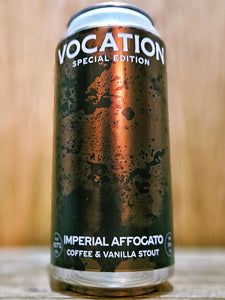 VOCATION
SPECIAL EDITION
IMPERIAL AFFOGATO
COFFEE & VANILLA STOUT